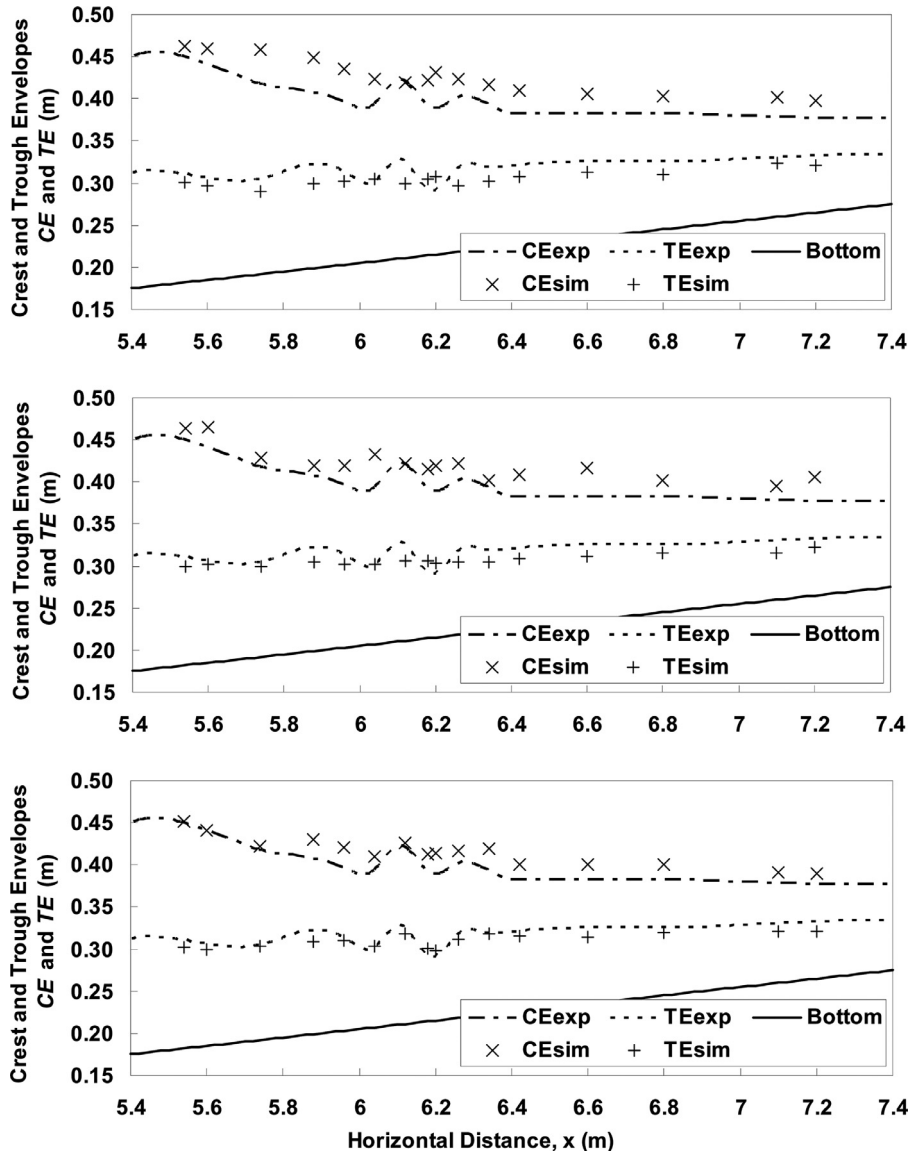 Crest and Trough Envelopes
CE and TE (m)
0.50
0.45
0.40
0.35
0.30
0.25
0.20
0.15
CEexp TEexp Bottom
CEsim TEsim
5.4 5.6 5.8 6 6.2 6.4 6.6 6.8 7 7.2 7.4
Crest and Trough Envelopes
CE and TE (m)
0.50
0.45
0.40
0.35
0.30
0.25
0.20
0.15
CEexp TEexp Bottom
CEsim TEsim
5.4 5.6 5.8 6 6.2 6.4 6.6 6.8 7 7.2 7.4
Crest and Trough Envelopes
CE and TE (m)
0.50
0.45
0.40
0.35
0.30
0.25
0.20
0.15
CEexp TEexp Bottom
CEsim TEsim
5.4 5.6 5.8 6 6.2 6.4 6.6 6.8 7 7.2 7.4
Horizontal Distance, x (m)